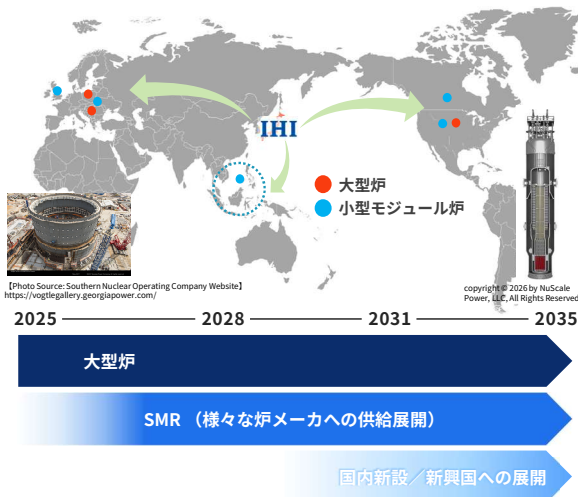 IHI
大型炉
小型モジュール炉
【Photo Source: Southern Nuclear Operating Company Website】
https://vogtlegallery.georgiapower.com/
copyright © 2026 by NuScale
Power, LLC, All Rights Reserved
2025 2028 2031 2035
大型炉
SMR （様々な炉メーカへの供給展開）
国内新設／新興国への展開